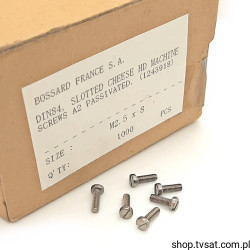 BOSSARD FRANCE S.A.
DIN84, SLOTTED CHEESE HD MACHINE
SCREWS A2 PASSIVATED. (1243918)
SIZE : M2.5 x 8
Q'TY: 1000 PCS
shop.tvsat.com.pl